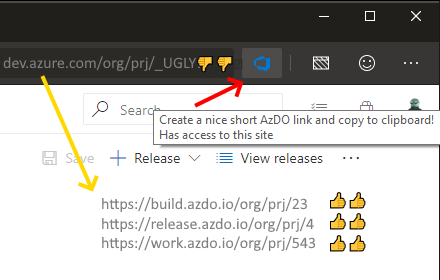 dev.azure.com/org/prj/_UGLY👎👎
Search
Create a nice short AzDO link and copy to clipboard!
Has access to this site
Save + Release View releases ...
https://build.azdo.io/org/prj/23 👍👍
https://release.azdo.io/org/prj/4 👍👍
https://work.azdo.io/org/prj/543 👍👍